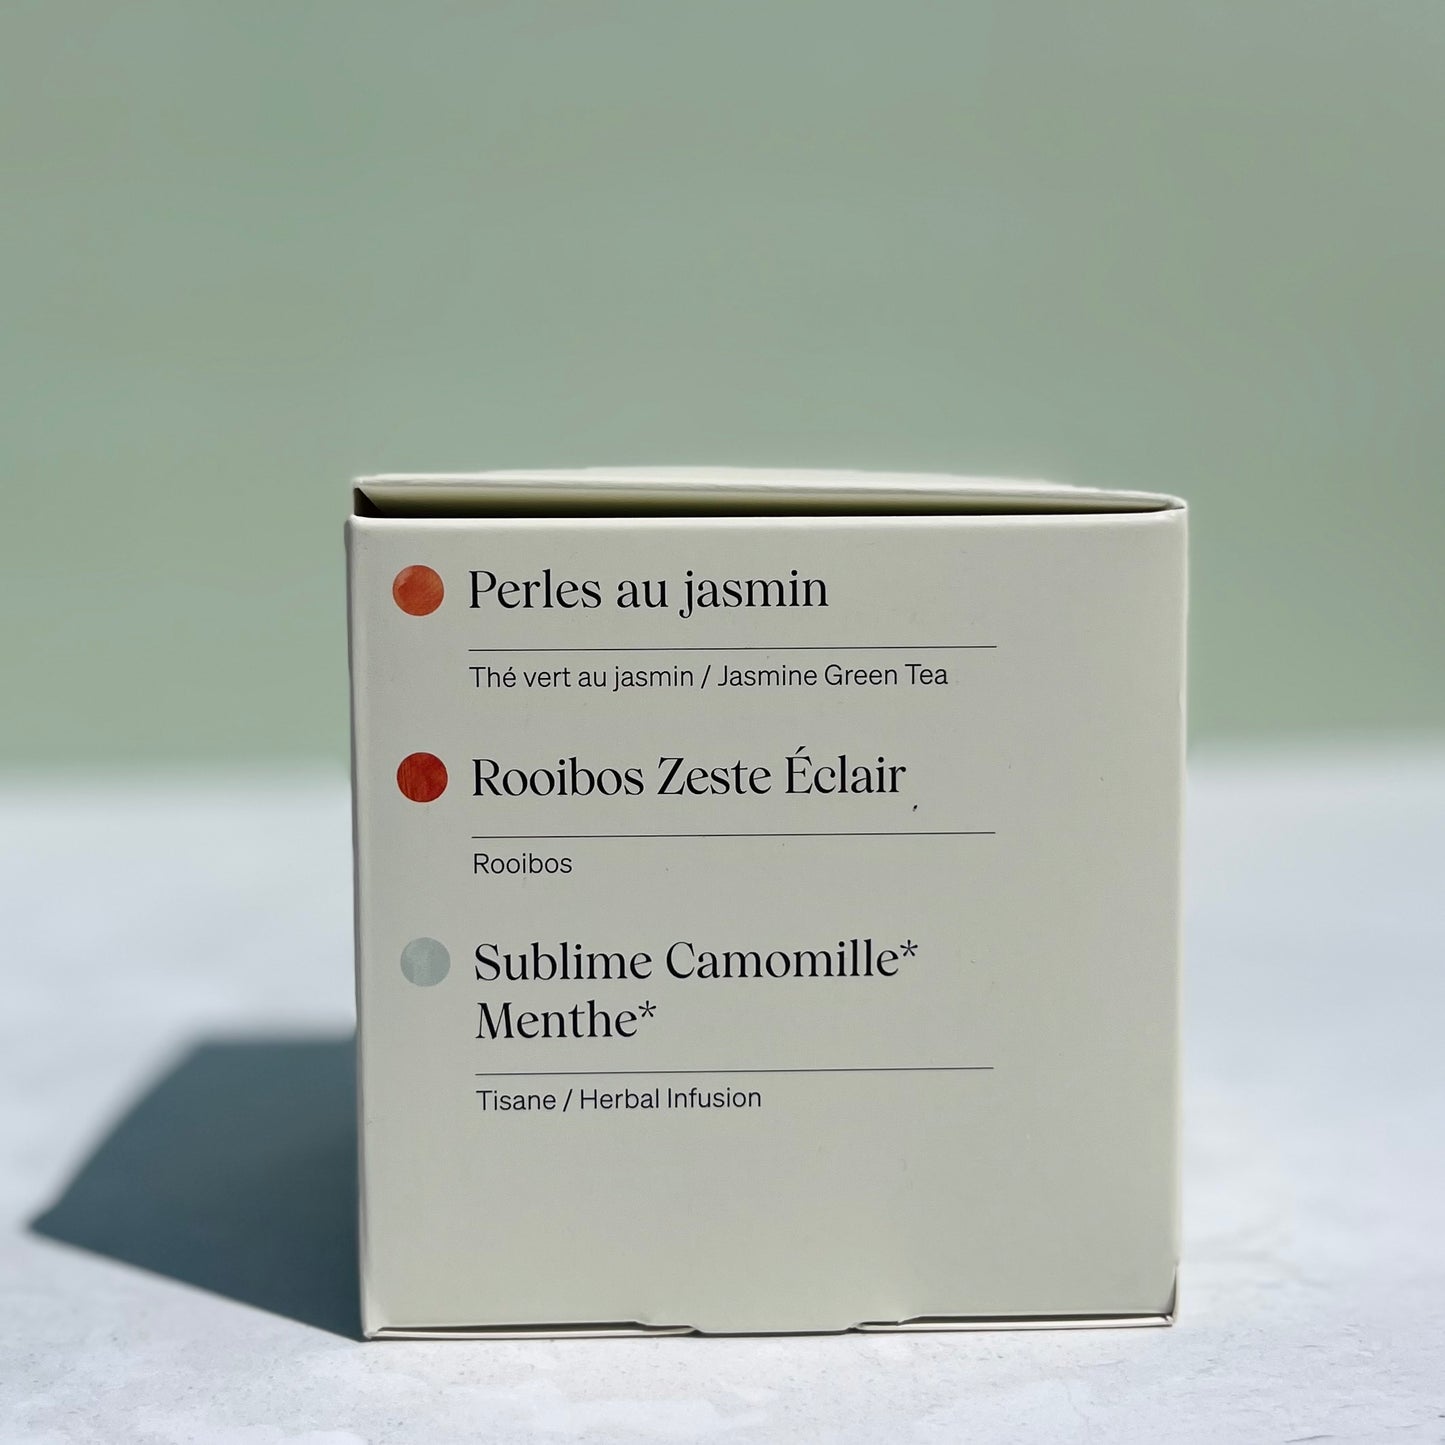 Perles au jasmin
Thé vert au jasmin / Jasmine Green Tea
Rooibos Zeste Éclair
Rooibos
Sublime Camomille*
Menthe*
Tisane / Herbal Infusion